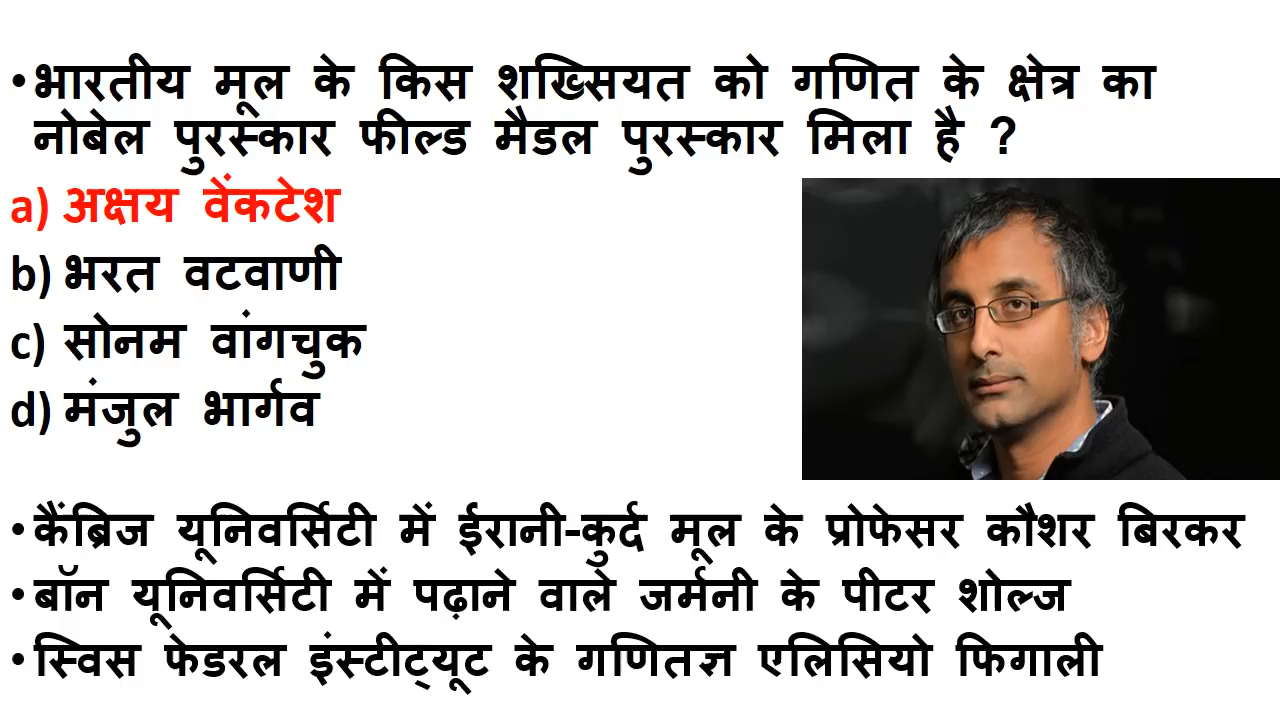 •भारतीय मूल के किस शख्सियत को गणित के क्षेत्र का
नोबेल पुरस्कार फील्ड मैडल पुरस्कार मिला है ?
a) अक्षय वेंकटेश
b) भरत वटवाणी
c) सोनम वांगचुक
d) मंजुल भार्गव
•कैंब्रिज यूनिवर्सिटी में ईरानी-कुर्द मूल के प्रोफेसर कौशर बिरकर
•बॉन यूनिवर्सिटी में पढ़ाने वाले जर्मनी के पीटर शोल्ज
•स्विस फेडरल इंस्टीट्यूट के गणितज्ञ एलिसियो फिगाली